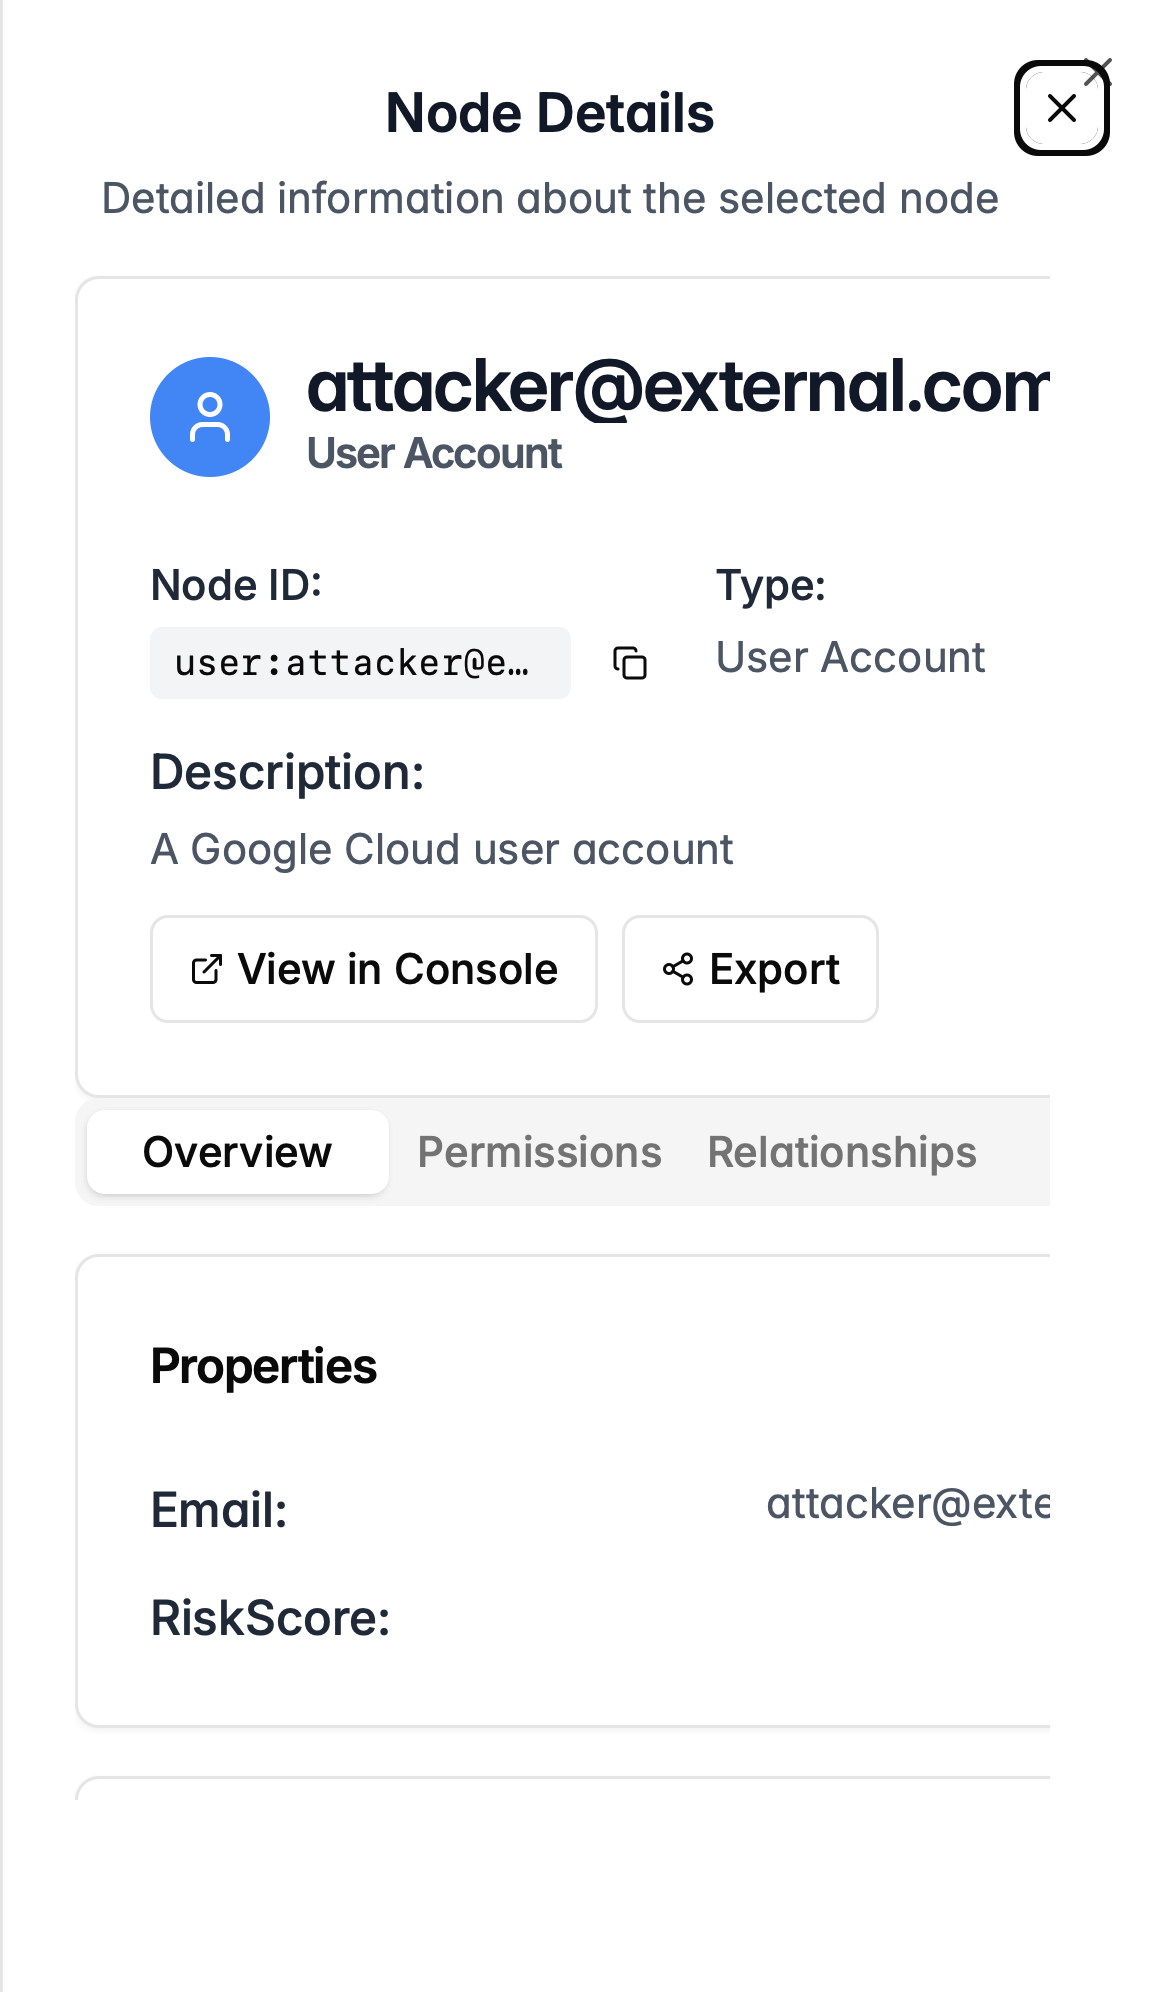 Node Details
Detailed information about the selected node
attacker@external.com
User Account
Node ID:
Type:
user:attacker@e…
User Account
Description:
A Google Cloud user account
View in Console
Export
Overview
Permissions
Relationships
Properties
Email:
attacker@exte
RiskScore: